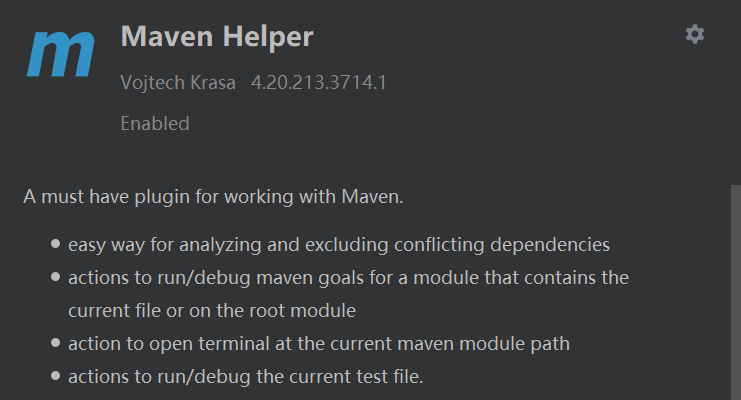 m
Maven Helper
Vojtech Krasa 4.20.213.3714.1
Enabled
A must have plugin for working with Maven.
easy way for analyzing and excluding conflicting dependencies
actions to run/debug maven goals for a module that contains the
current file or on the root module
action to open terminal at the current maven module path
actions to run/debug the current test file.